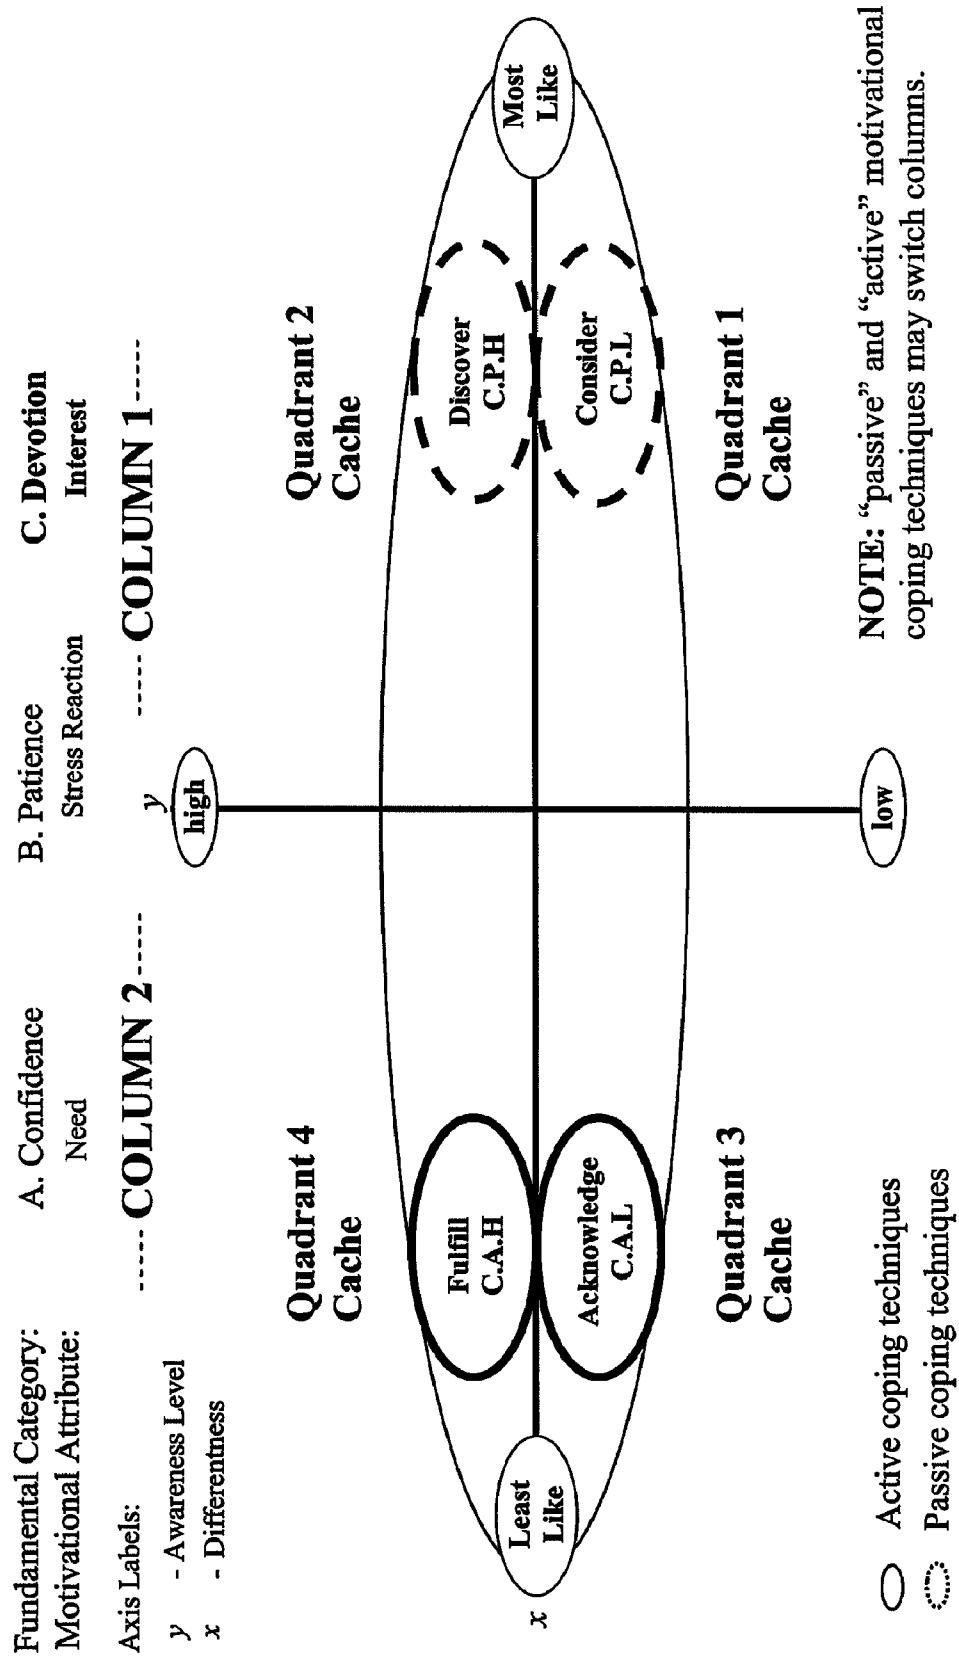 Fundamental Category: A. Confidence B. Patience C. Devotion
Motivational Attribute: Need Stress Reaction Interest
----- COLUMN 2 ----- ----- COLUMN 1 -----
Axis Labels:
y - Awareness Level
x - Differentness
y
high
Quadrant 4
Cache
Quadrant 2
Cache
Fulfill
C.A.H
Discover
C.P.H
x
Least
Like
Most
Like
Acknowledge
C.A.L
Consider
C.P.L
Quadrant 3
Cache
Quadrant 1
Cache
low
Active coping techniques
Passive coping techniques
NOTE: “passive” and “active” motivational
coping techniques may switch columns.